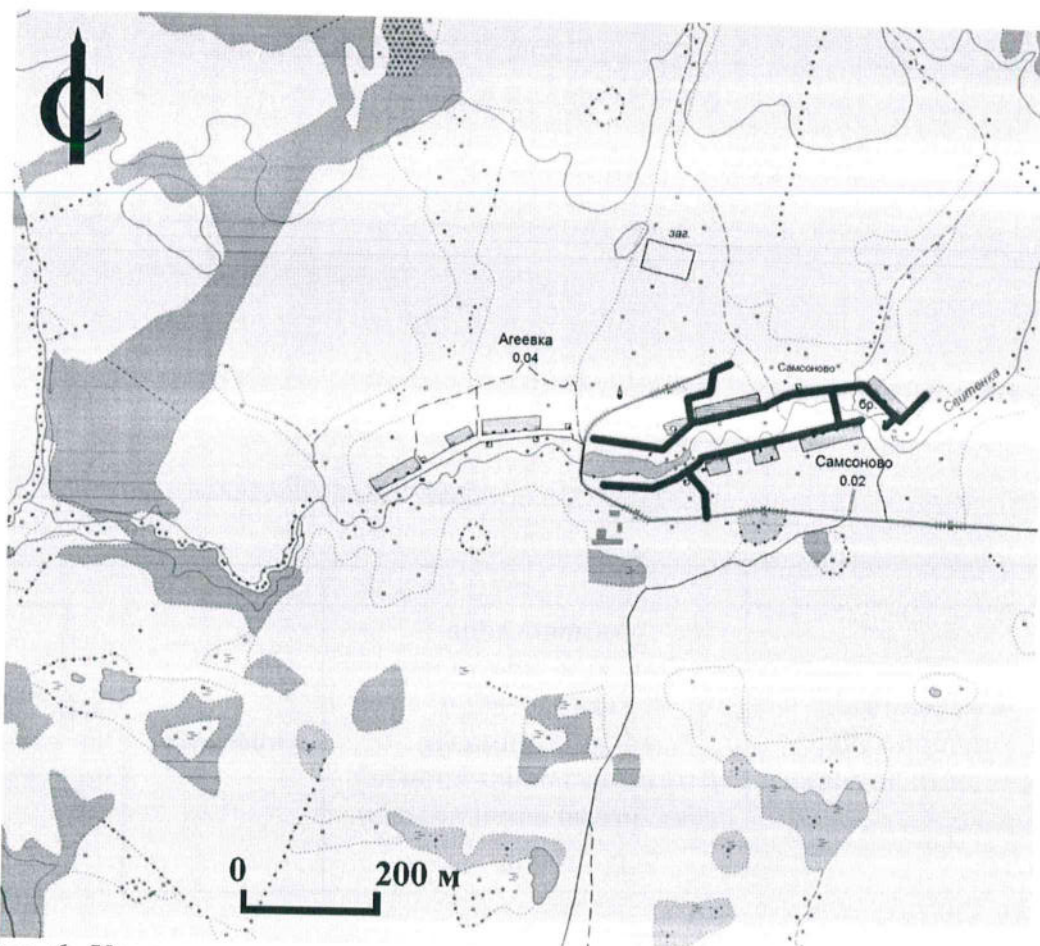 С
заг.
Агеевка
0.04
Самсоново
бр.
Свитенка
Самсоново
0.02
0 200 м